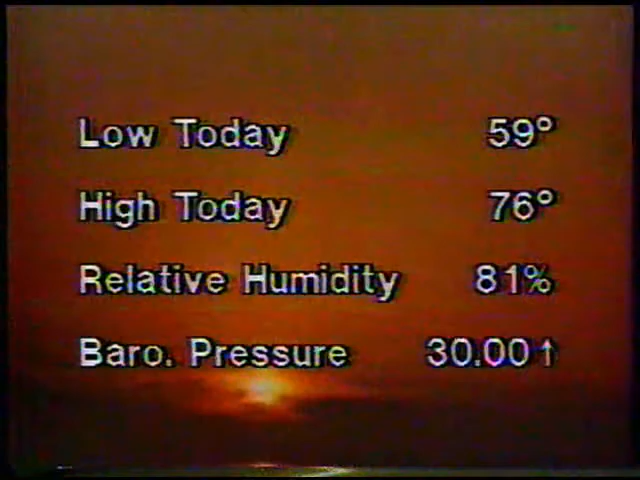 Low Today 59°
High Today 76°
Relative Humidity 81%
Baro. Pressure 30.00↑